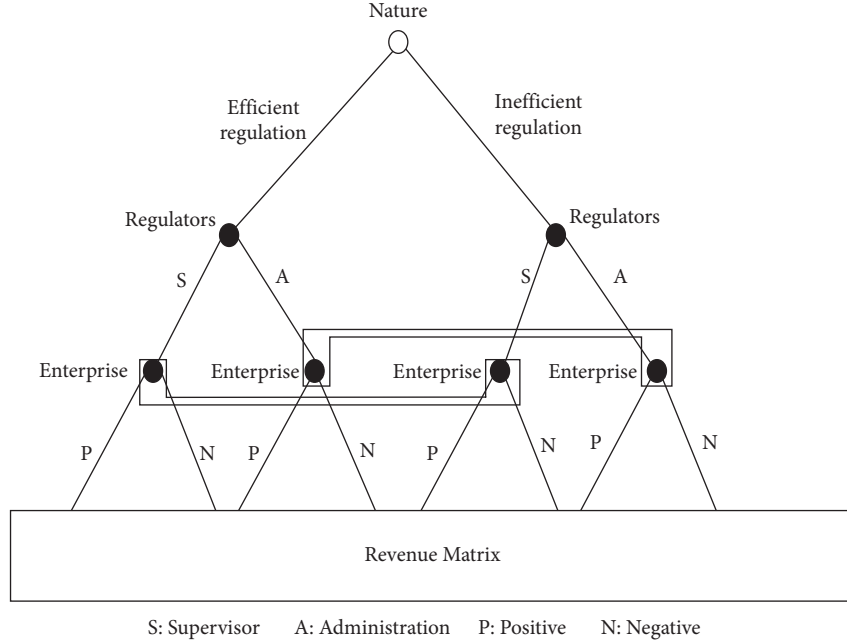 Nature
Efficient
regulation
Inefficient
regulation
Regulators
Regulators
S
A
S
A
Enterprise
Enterprise
Enterprise
Enterprise
P
N
P
N
P
N
P
N
Revenue Matrix
S: Supervisor A: Administration P: Positive N: Negative